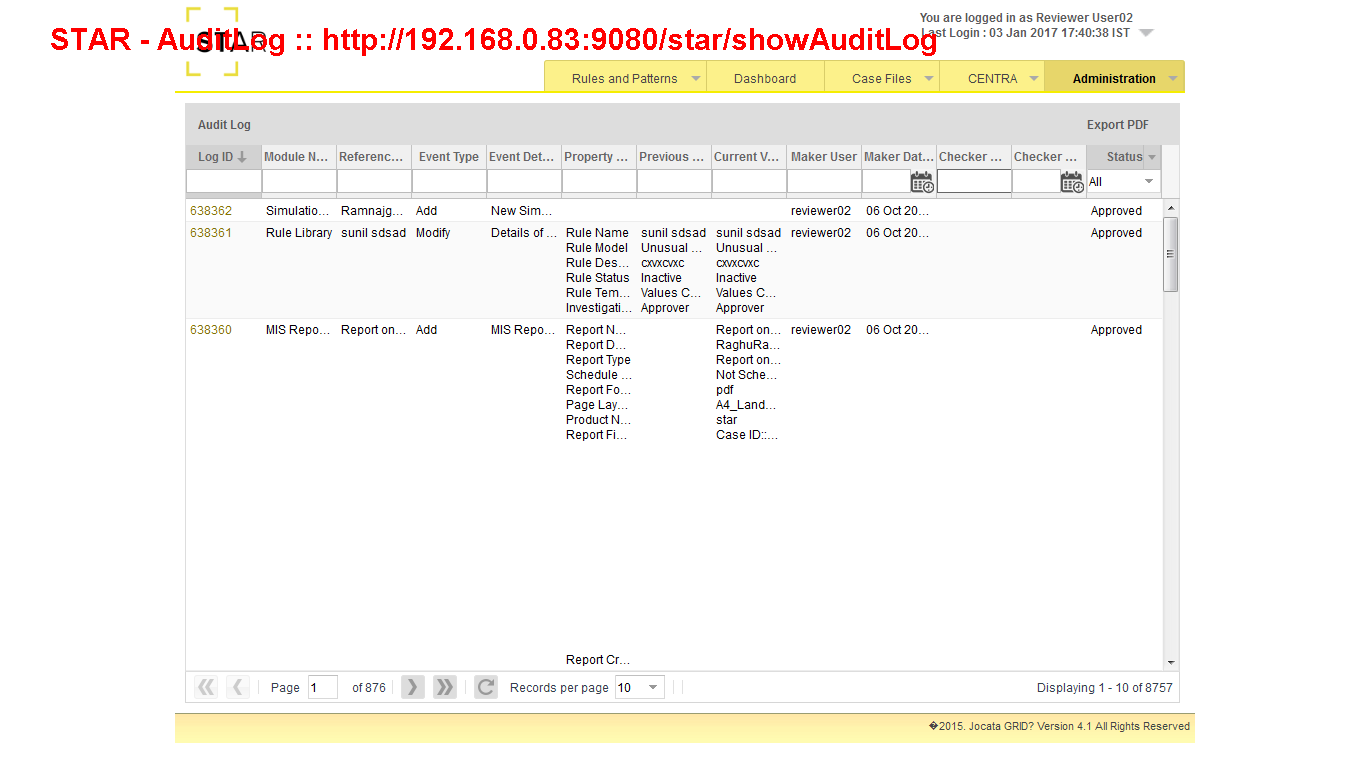 You are logged in as Reviewer User02
STAR - AuditLog :: http://192.168.0.83:9080/star/showAuditLog
STAR
Last Login : 03 Jan 2017 17:40:38 IST
Rules and Patterns Dashboard Case Files CENTRA Administration
Audit Log Export PDF
Log ID Module N... Referenc... Event Type Event Det... Property ... Previous ... Current V... Maker User Maker Dat... Checker ... Checker ... Status
All
638362 Simulatio... Ramnajg... Add New Sim... reviewer02 06 Oct 20... Approved
638361 Rule Library sunil sdsad Modify Details of ... Rule Name sunil sdsad sunil sdsad reviewer02 06 Oct 20... Approved
Rule Model Unusual ... Unusual ...
Rule Des... cxvxcvxc cxvxcvxc
Rule Status Inactive Inactive
Rule Tem... Values C... Values C...
Investigati... Approver Approver
638360 MIS Repo... Report on... Add MIS Repo... Report N... Report on... reviewer02 06 Oct 20... Approved
Report D... RaghuRa...
Report Type Report on...
Schedule ... Not Sche...
Report Fo... pdf
Page Lay... A4_Land...
Product N... star
Report Fi... Case ID::...
Report Cr...
Page 1 of 876 Records per page 10 Displaying 1 - 10 of 8757
�2015. Jocata GRID? Version 4.1 All Rights Reserved